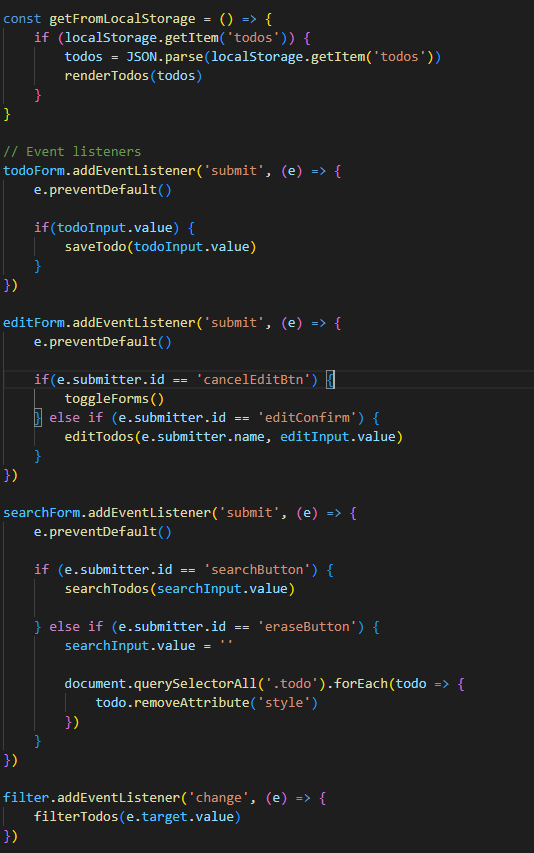 const getFromLocalStorage = () => {
    if (localStorage.getItem('todos')) {
        todos = JSON.parse(localStorage.getItem('todos'))
        renderTodos(todos)
    }
}

// Event listeners
todoForm.addEventListener('submit', (e) => {
    e.preventDefault()

    if(todoInput.value) {
        saveTodo(todoInput.value)
    }
})

editForm.addEventListener('submit', (e) => {
    e.preventDefault()

    if(e.submitter.id == 'cancelEditBtn') {
        toggleForms()
    } else if (e.submitter.id == 'editConfirm') {
        editTodos(e.submitter.name, editInput.value)
    }
})

searchForm.addEventListener('submit', (e) => {
    e.preventDefault()

    if (e.submitter.id == 'searchButton') {
        searchTodos(searchInput.value)

    } else if (e.submitter.id == 'eraseButton') {
        searchInput.value = ''

        document.querySelectorAll('.todo').forEach(todo => {
            todo.removeAttribute('style')
        })
    }
})

filter.addEventListener('change', (e) => {
    filterTodos(e.target.value)
})